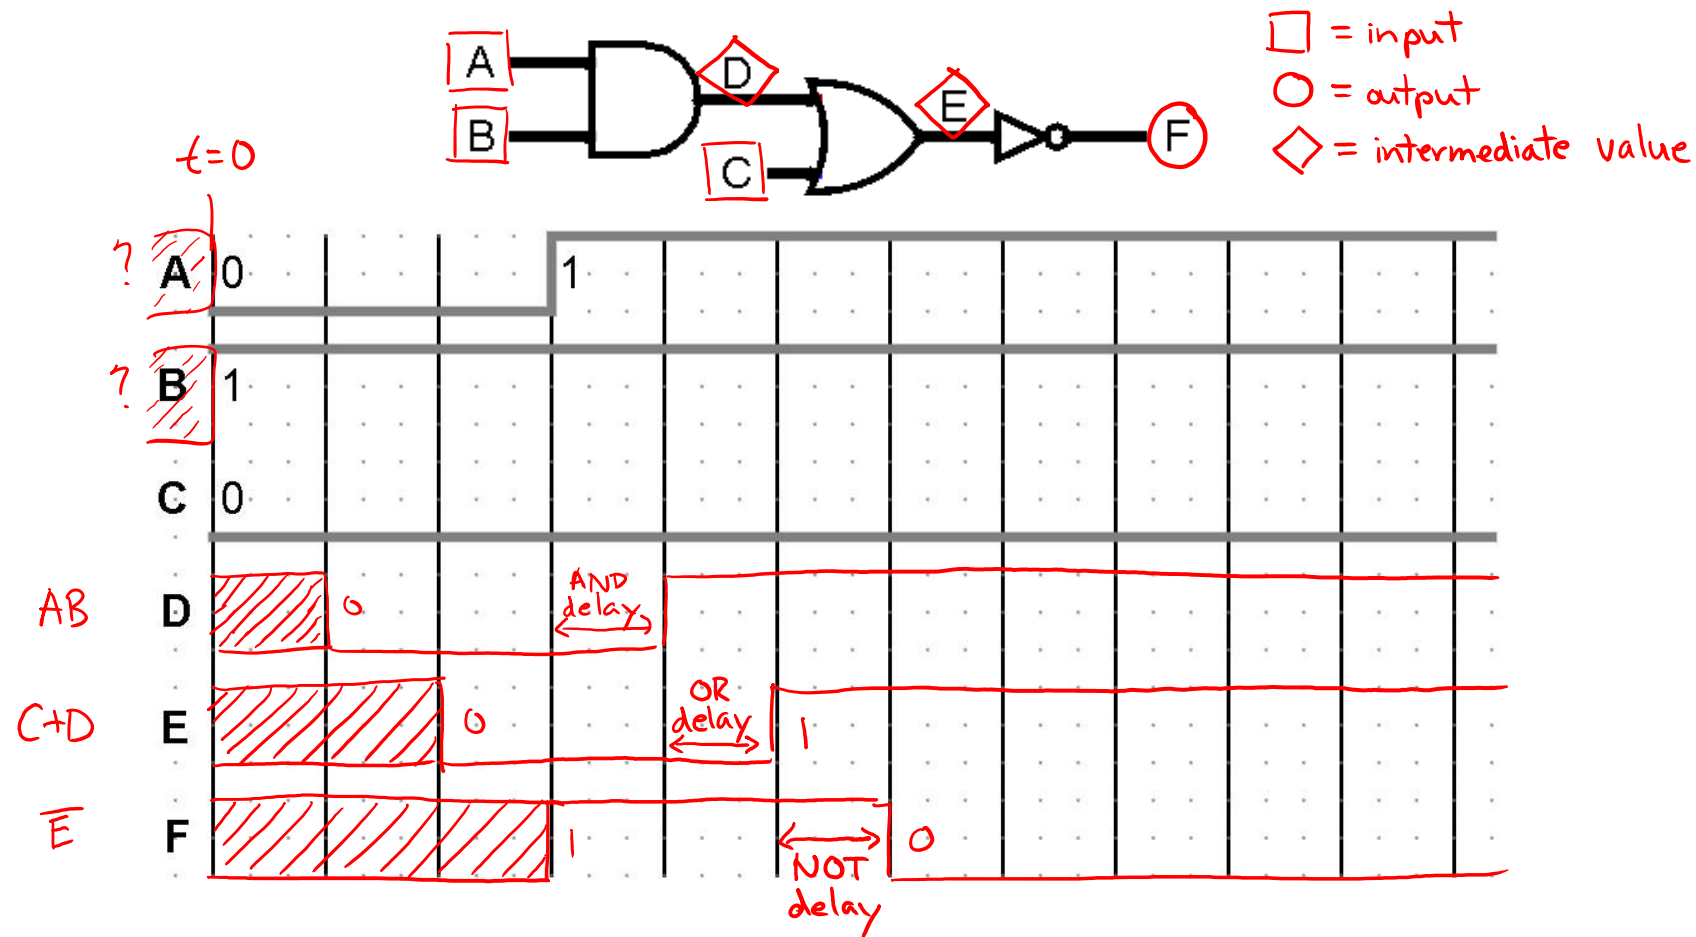 A
B
D
C
E
F
= input
= output
= intermediate value
t=0
? A 0 1
? B 1
C 0
AB D 0 AND delay
C+D E 0 OR delay 1
E̅ F 1 NOT delay 0